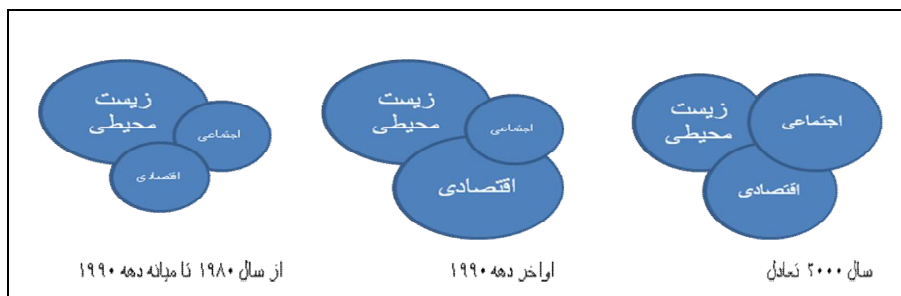 زیست
محیطی
اجتماعی
اقتصادی
سال ۲۰۰۰ تعادل
زیست
محیطی
اجتماعی
اقتصادی
اواخر دهه ۱۹۹۰
زیست
محیطی
اجتماعی
اقتصادی
از سال ۱۹۸۰ تا میانه دهه ۱۹۹۰